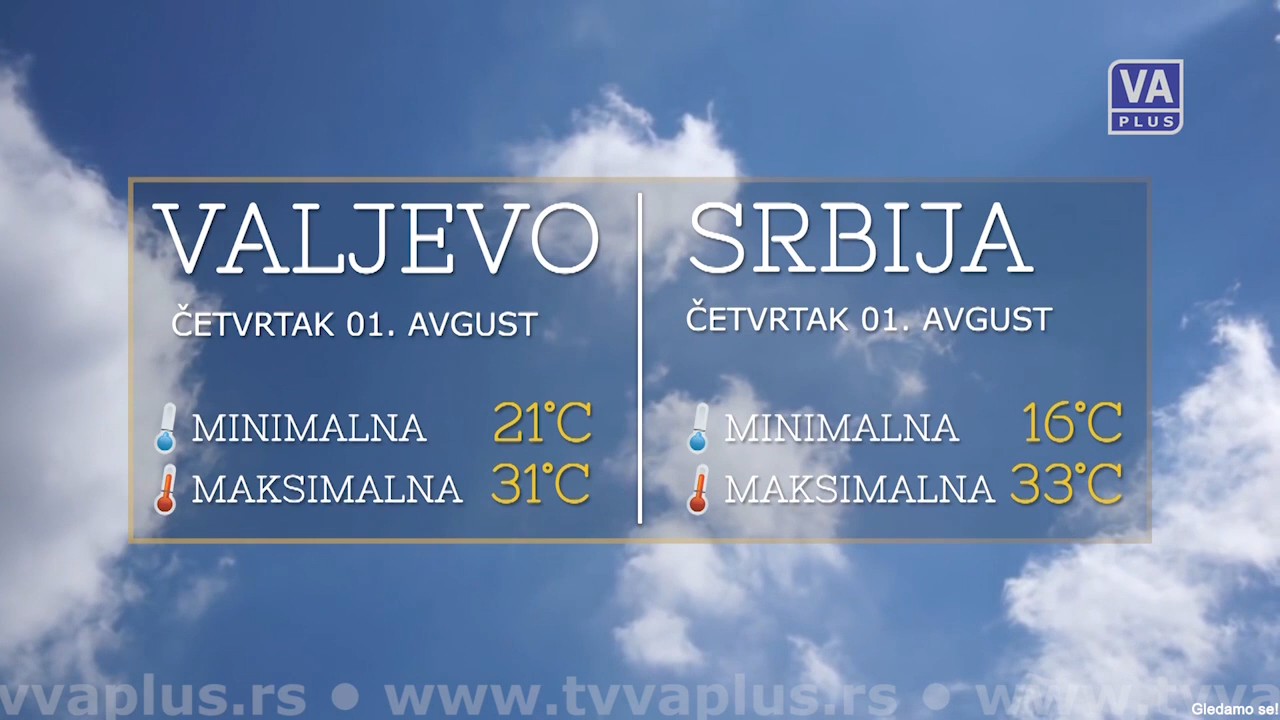 VA
PLUS
VALJEVO
ČETVRTAK 01. AVGUST
MINIMALNA 21°C
MAKSIMALNA 31°C
SRBIJA
ČETVRTAK 01. AVGUST
MINIMALNA 16°C
MAKSIMALNA 33°C
vvaplus.rs ● www.tvvaplus.rs ● www.tvva
Gledamo se!